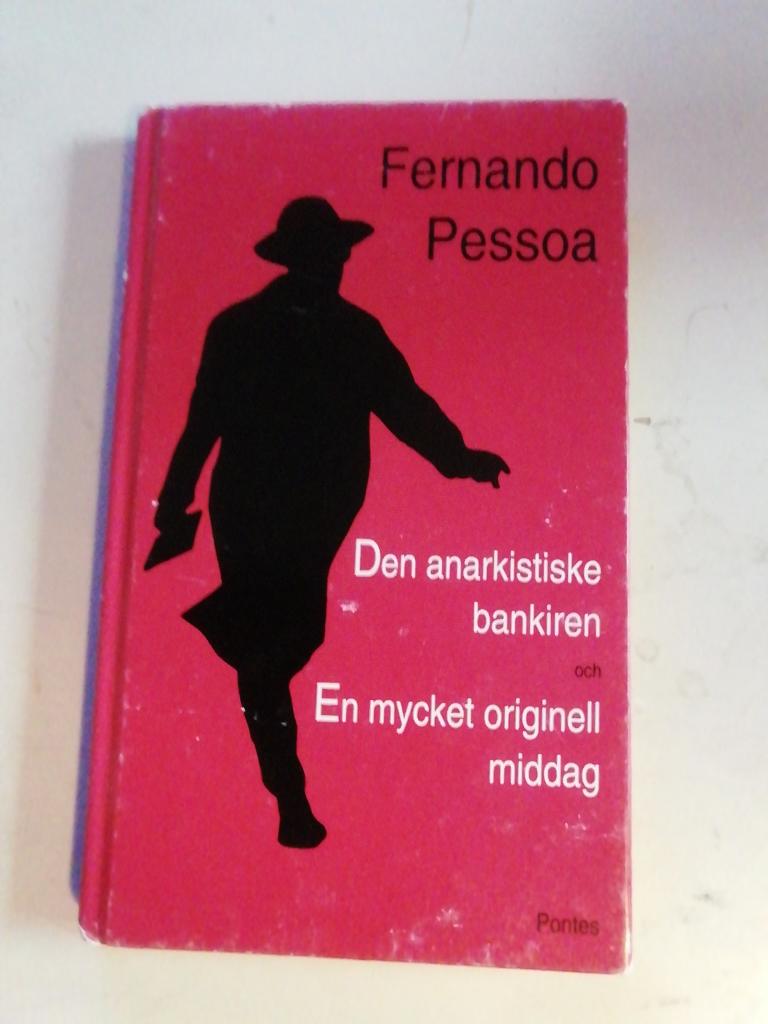 Fernando
Pessoa
Den anarkistiske
bankiren
och
En mycket originell
middag
Pontes